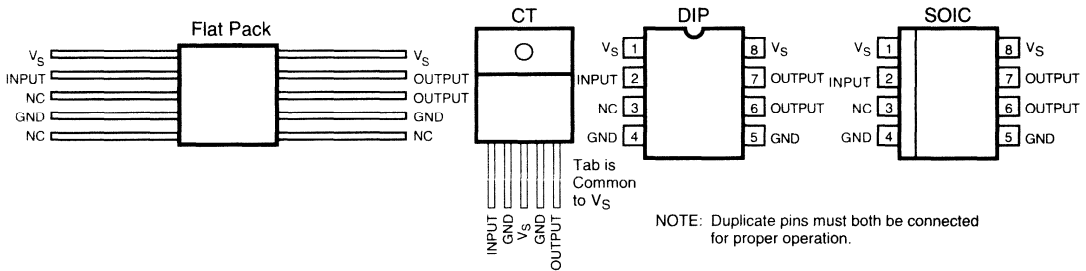 Flat Pack
VS
INPUT
NC
GND
NC
VS
OUTPUT
OUTPUT
GND
NC
CT
INPUT
GND
VS
GND
OUTPUT
Tab is
Common
to VS
DIP
VS 1
INPUT 2
NC 3
GND 4
8 VS
7 OUTPUT
6 OUTPUT
5 GND
SOIC
VS 1
INPUT 2
NC 3
GND 4
8 VS
7 OUTPUT
6 OUTPUT
5 GND
NOTE: Duplicate pins must both be connected
for proper operation.